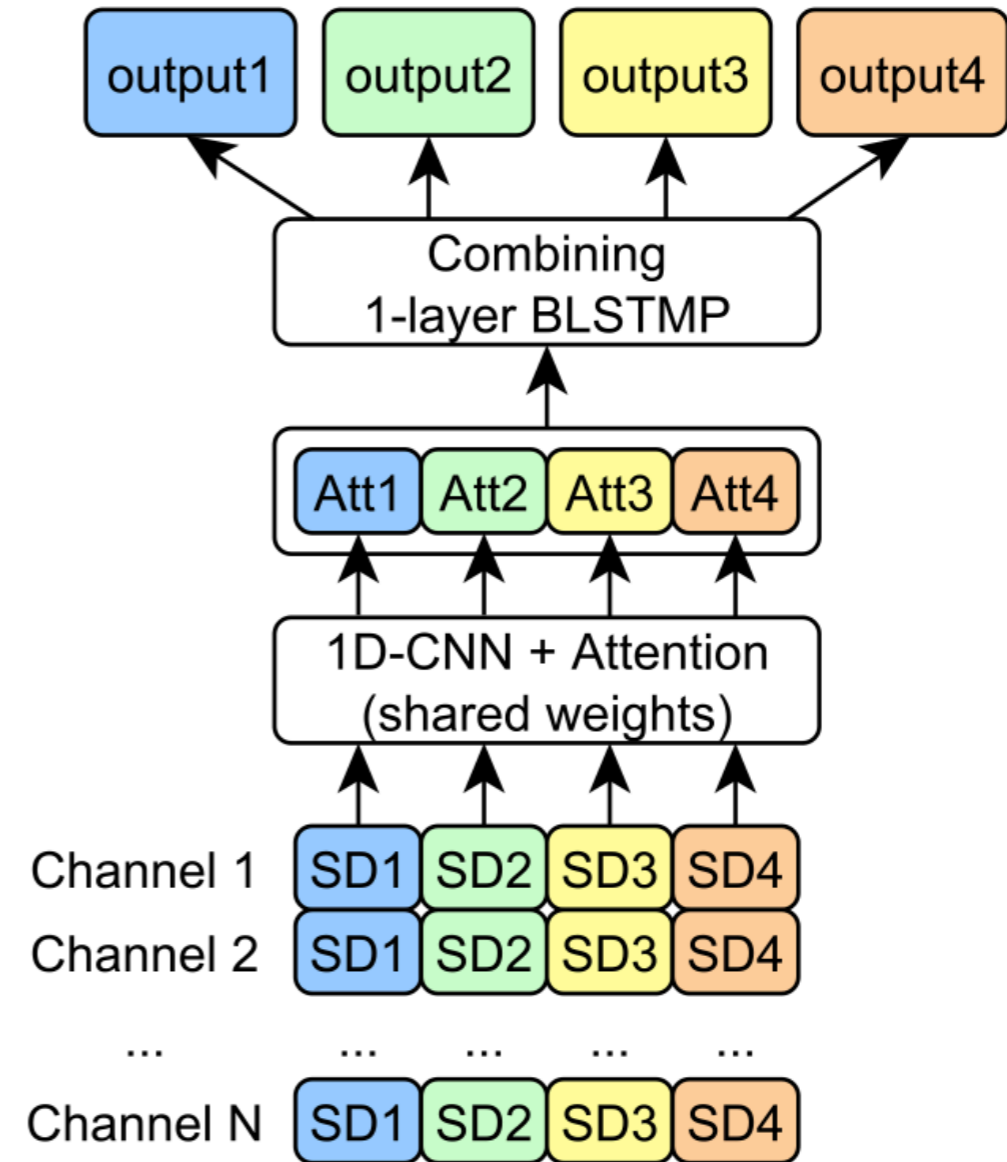 output1 output2 output3 output4
Combining
1-layer BLSTMP
Att1 Att2 Att3 Att4
1D-CNN + Attention
(shared weights)
Channel 1 SD1 SD2 SD3 SD4
Channel 2 SD1 SD2 SD3 SD4
... ... ... ... ...
Channel N SD1 SD2 SD3 SD4